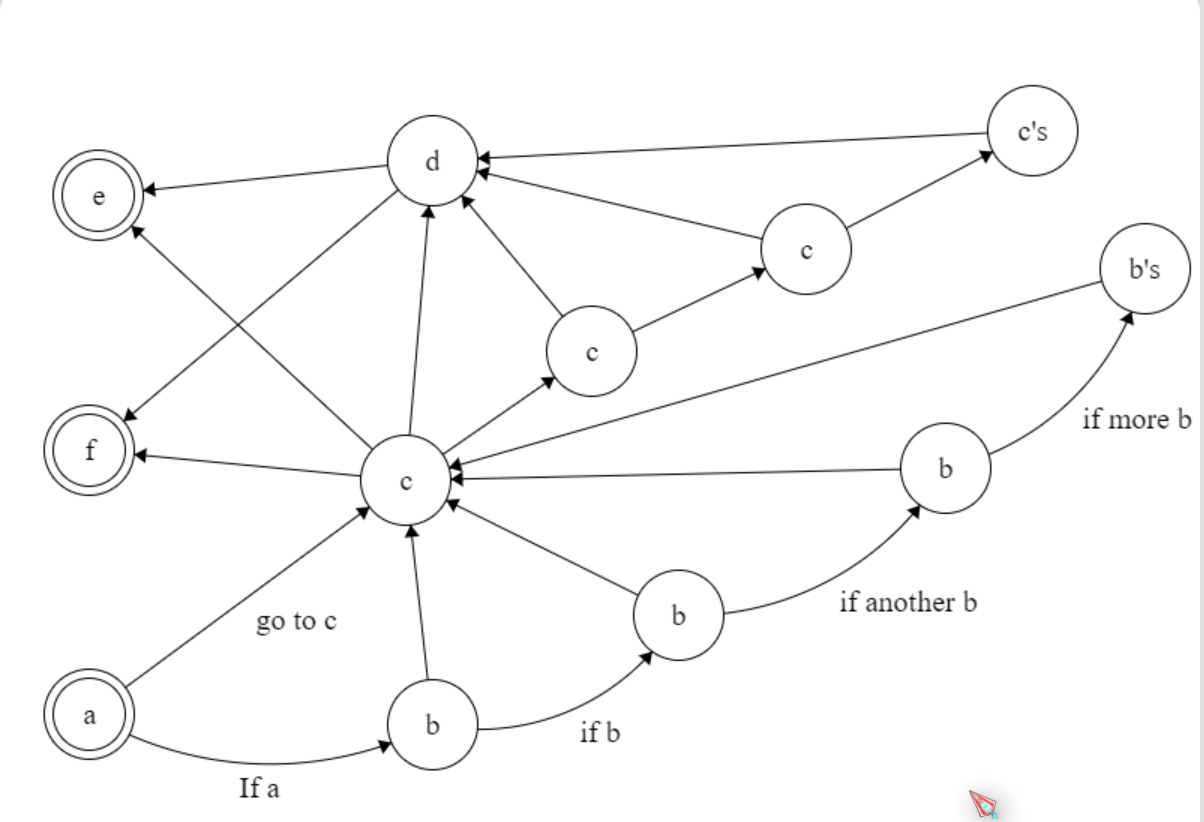 c's
d
e
c
b's
c
if more b
f
c
b
b
if another b
go to c
a
b
if b
If a